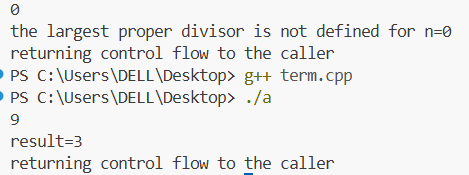 0
the largest proper divisor is not defined for n=0
returning control flow to the caller
PS C:\Users\DELL\Desktop> g++ term.cpp
PS C:\Users\DELL\Desktop> ./a
9
result=3
returning control flow to the caller